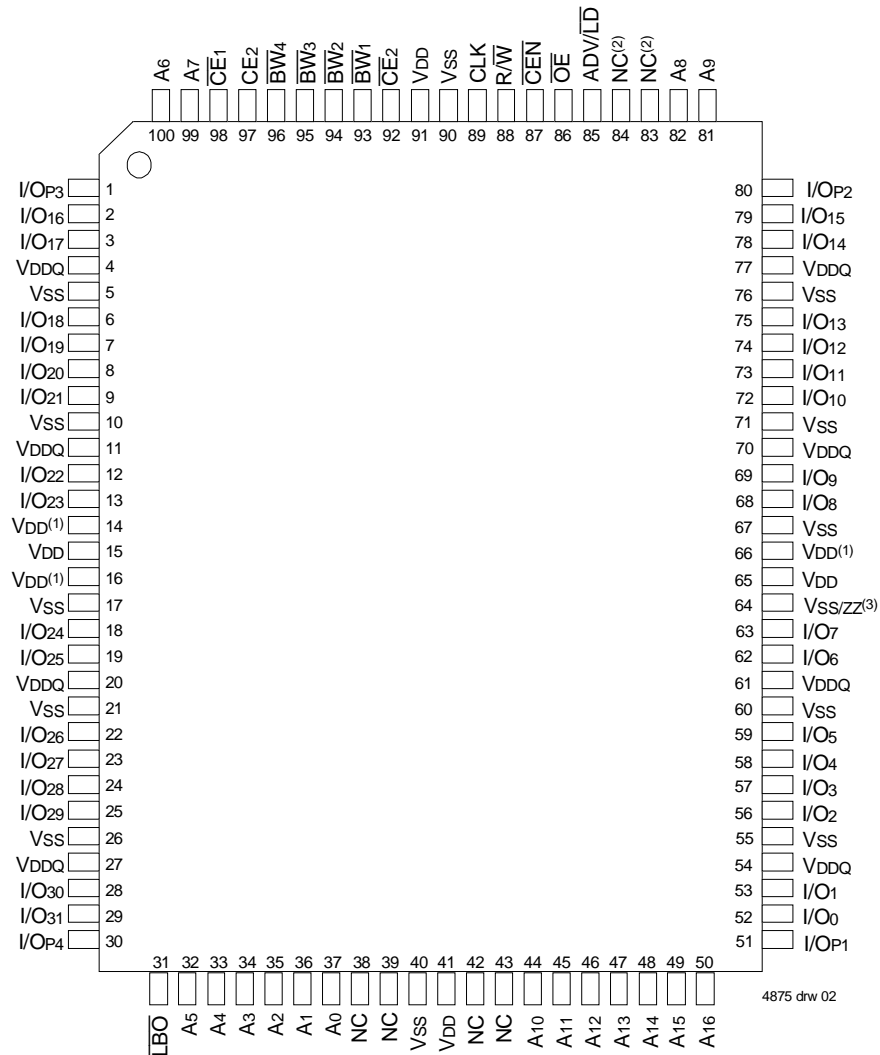 A6 A7 C̅E̅1 CE2 B̅W̅4 B̅W̅3 B̅W̅2 B̅W̅1 C̅E̅2 VDD VSS CLK R/W̅ C̅E̅N̅ O̅E̅ ADV/L̅D̅ NC(2) NC(2) A8 A9
100 99 98 97 96 95 94 93 92 91 90 89 88 87 86 85 84 83 82 81
I/OP3 1 80 I/OP2
I/O16 2 79 I/O15
I/O17 3 78 I/O14
VDDQ 4 77 VDDQ
VSS 5 76 VSS
I/O18 6 75 I/O13
I/O19 7 74 I/O12
I/O20 8 73 I/O11
I/O21 9 72 I/O10
VSS 10 71 VSS
VDDQ 11 70 VDDQ
I/O22 12 69 I/O9
I/O23 13 68 I/O8
VDD(1) 14 67 VSS
VDD 15 66 VDD(1)
VDD(1) 16 65 VDD
VSS 17 64 VSS/ZZ(3)
I/O24 18 63 I/O7
I/O25 19 62 I/O6
VDDQ 20 61 VDDQ
VSS 21 60 VSS
I/O26 22 59 I/O5
I/O27 23 58 I/O4
I/O28 24 57 I/O3
I/O29 25 56 I/O2
VSS 26 55 VSS
VDDQ 27 54 VDDQ
I/O30 28 53 I/O1
I/O31 29 52 I/O0
I/OP4 30 51 I/OP1
31 32 33 34 35 36 37 38 39 40 41 42 43 44 45 46 47 48 49 50
L̅B̅O̅ A5 A4 A3 A2 A1 A0 NC NC VSS VDD NC NC A10 A11 A12 A13 A14 A15 A16
4875 drw 02